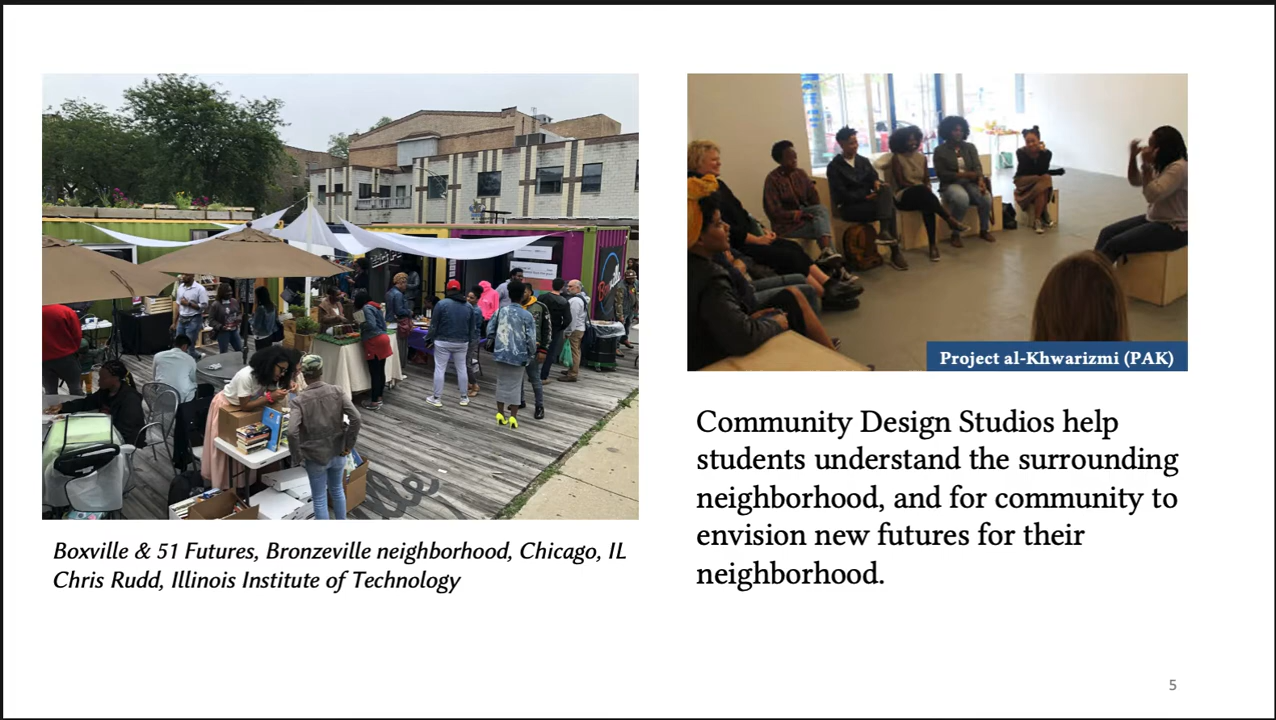 Boxville & 51 Futures, Bronzeville neighborhood, Chicago, IL
Chris Rudd, Illinois Institute of Technology
Project al-Khwarizmi (PAK)
Community Design Studios help
students understand the surrounding
neighborhood, and for community to
envision new futures for their
neighborhood.
5